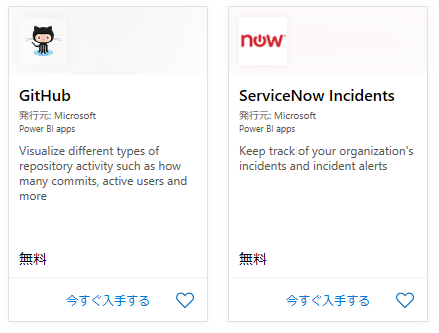 GitHub
発行元: Microsoft
Power BI apps
Visualize different types of
repository activity such as how
many commits, active users and
more
無料
今すぐ入手する
now
ServiceNow Incidents
発行元: Microsoft
Power BI apps
Keep track of your organization's
incidents and incident alerts
無料
今すぐ入手する